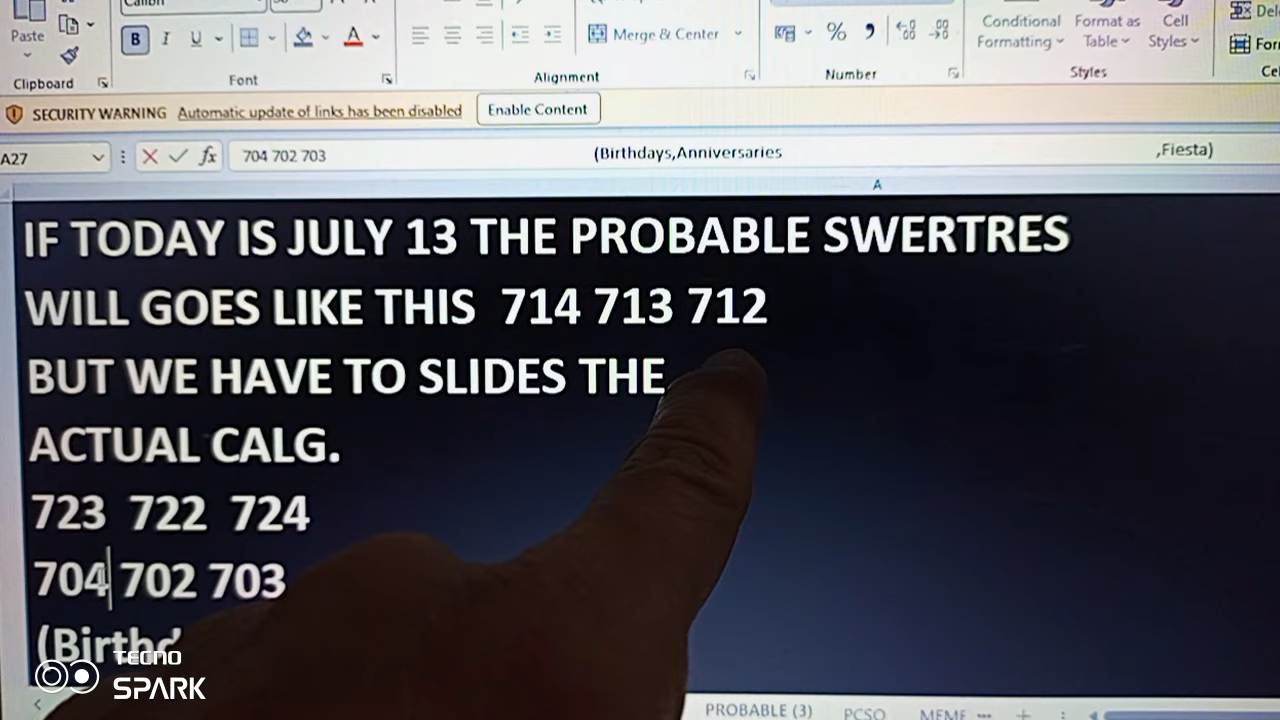 Paste
Clipboard
B I U
A
Font
Merge & Center
Alignment
%
Number
Conditional
Formatting
Format as
Table
Cell
Styles
Styles
SECURITY WARNING Automatic update of links has been disabled Enable Content
A27 fx 704 702 703 (Birthdays,Anniversaries ,Fiesta)
A
IF TODAY IS JULY 13 THE PROBABLE SWERTRES
WILL GOES LIKE THIS 714 713 712
BUT WE HAVE TO SLIDES THE
ACTUAL CALG.
723 722 724
704 702 703
(Birthd
TECNO
SPARK
PROBABLE (3) PCSO